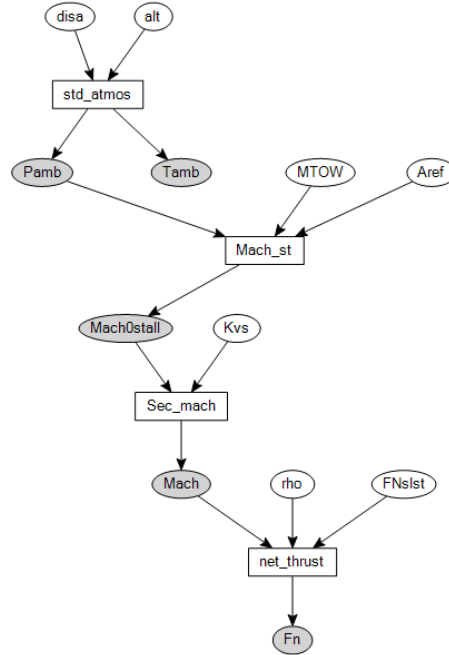 disa alt
std_atmos
Pamb Tamb MTOW Aref
Mach_st
Mach0stall Kvs
Sec_mach
Mach rho FNslst
net_thrust
Fn